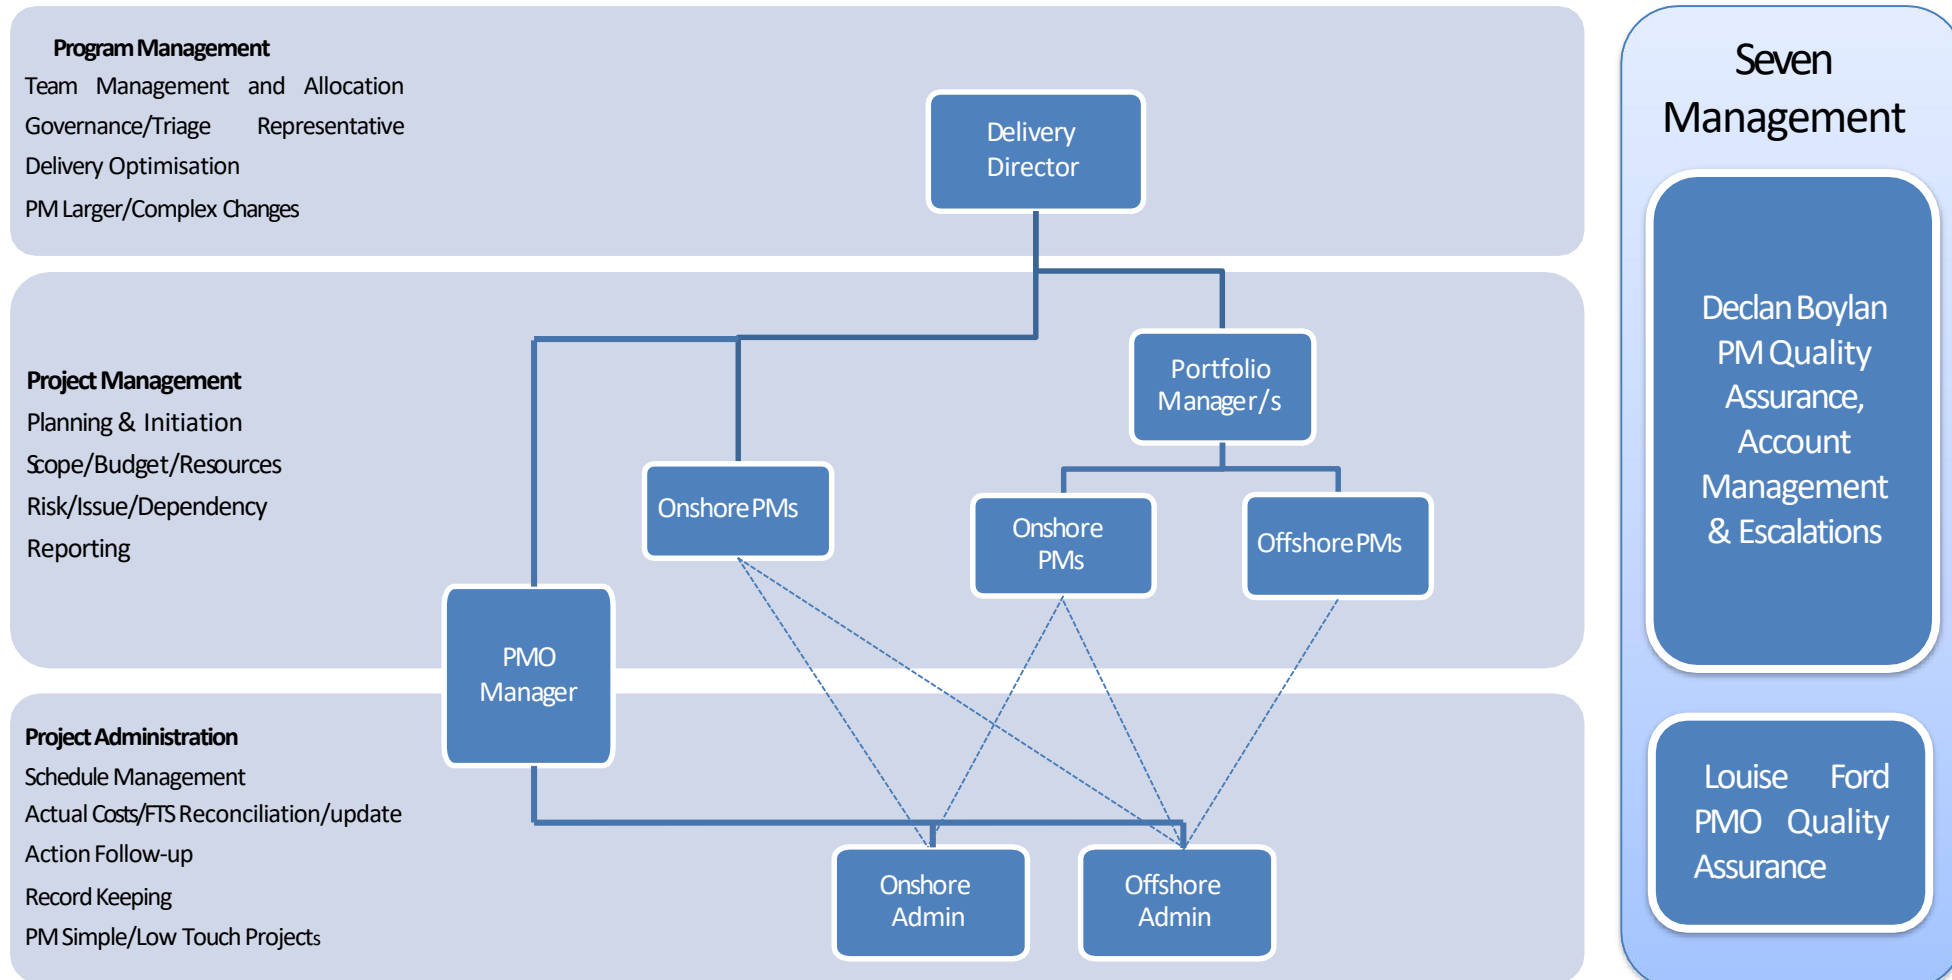 Program Management
Team Management and Allocation
Governance/Triage Representative
Delivery Optimisation
PM Larger/Complex Changes
Delivery
Director
Project Management
Planning & Initiation
Scope/Budget/Resources
Risk/Issue/Dependency
Reporting
Portfolio
Manager/s
Onshore PMs
Onshore
PMs
Offshore PMs
PMO
Manager
Project Administration
Schedule Management
Actual Costs/FTS Reconciliation/update
Action Follow-up
Record Keeping
PM Simple/Low Touch Projects
Onshore
Admin
Offshore
Admin
Seven
Management
Declan Boylan
PM Quality
Assurance,
Account
Management
& Escalations
Louise Ford
PMO Quality
Assurance